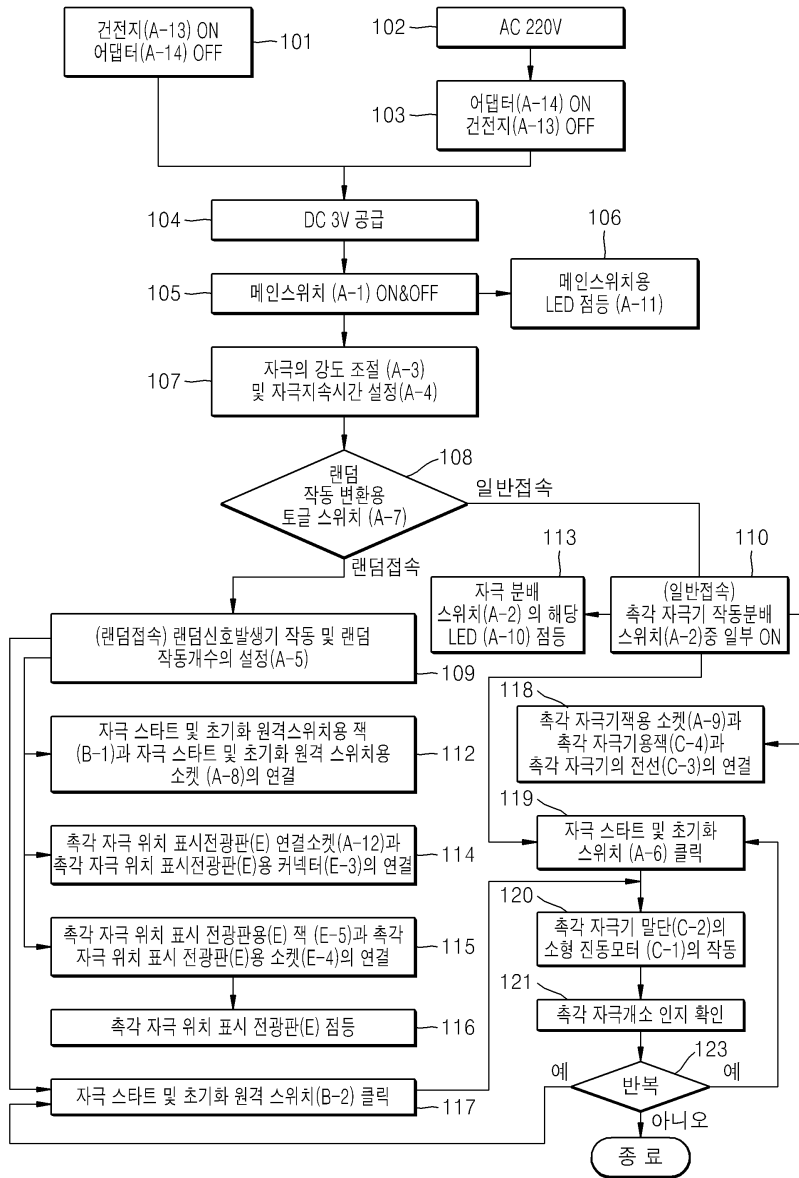 건전지(A-13) ON
어댑터(A-14) OFF
101
102
AC 220V
103
어댑터(A-14) ON
건전지(A-13) OFF
104
DC 3V 공급
106
105
메인스위치 (A-1) ON&OFF
메인스위치용
LED 점등 (A-11)
107
자극의 강도 조절 (A-3)
및 자극지속시간 설정(A-4)
108
랜덤
작동 변환용
토글 스위치 (A-7)
일반접속
랜덤접속
113
110
자극 분배
스위치(A-2) 의 해당
LED (A-10) 점등
(일반접속)
촉각 자극기 작동분배
스위치(A-2)중 일부 ON
(랜덤접속) 랜덤신호발생기 작동 및 랜덤
작동개수의 설정(A-5)
109
118
촉각 자극기잭용 소켓(A-9)과
촉각 자극기용잭(C-4)과
촉각 자극기의 전선(C-3)의 연결
자극 스타트 및 초기화 원격스위치용 잭
(B-1)과 자극 스타트 및 초기화 원격 스위치용
소켓 (A-8)의 연결
112
119
자극 스타트 및 초기화
스위치 (A-6) 클릭
촉각 자극 위치 표시전광판(E) 연결소켓(A-12)과
촉각 자극 위치 표시전광판(E)용 커넥터(E-3)의 연결
114
120
촉각 자극기 말단(C-2)의
소형 진동모터 (C-1)의 작동
촉각 자극 위치 표시 전광판용(E) 잭 (E-5)과 촉각
자극 위치 표시 전광판(E)용 소켓(E-4)의 연결
115
121
촉각 자극개소 인지 확인
촉각 자극 위치 표시 전광판(E) 점등
116
123
예
반복
예
자극 스타트 및 초기화 원격 스위치(B-2) 클릭
117
아니오
종 료